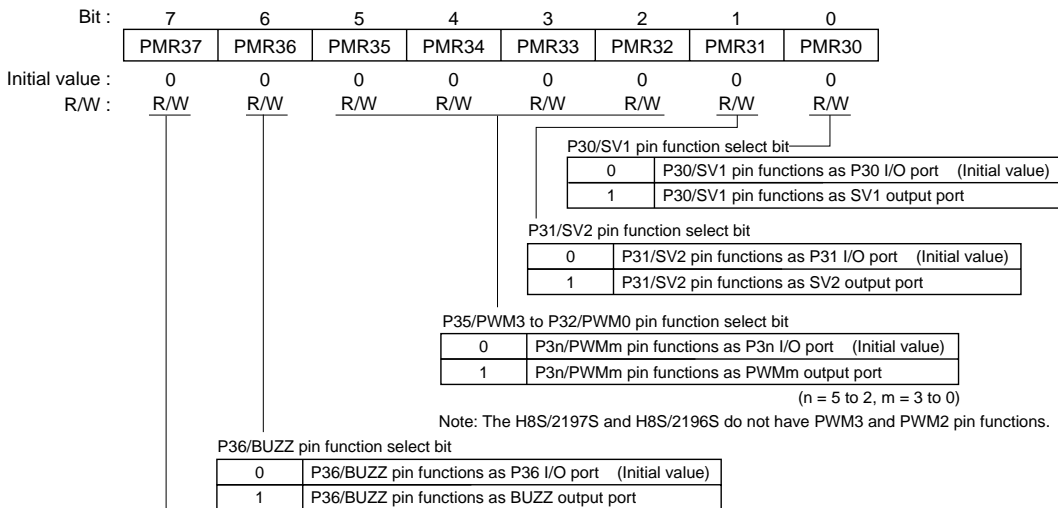 Bit : 7 6 5 4 3 2 1 0
PMR37 PMR36 PMR35 PMR34 PMR33 PMR32 PMR31 PMR30
Initial value : 0 0 0 0 0 0 0 0
R/W : R/W R/W R/W R/W R/W R/W R/W R/W
P30/SV1 pin function select bit
0 P30/SV1 pin functions as P30 I/O port (Initial value)
1 P30/SV1 pin functions as SV1 output port
P31/SV2 pin function select bit
0 P31/SV2 pin functions as P31 I/O port (Initial value)
1 P31/SV2 pin functions as SV2 output port
P35/PWM3 to P32/PWM0 pin function select bit
0 P3n/PWMm pin functions as P3n I/O port (Initial value)
1 P3n/PWMm pin functions as PWMm output port
(n = 5 to 2, m = 3 to 0)
Note: The H8S/2197S and H8S/2196S do not have PWM3 and PWM2 pin functions.
P36/BUZZ pin function select bit
0 P36/BUZZ pin functions as P36 I/O port (Initial value)
1 P36/BUZZ pin functions as BUZZ output port